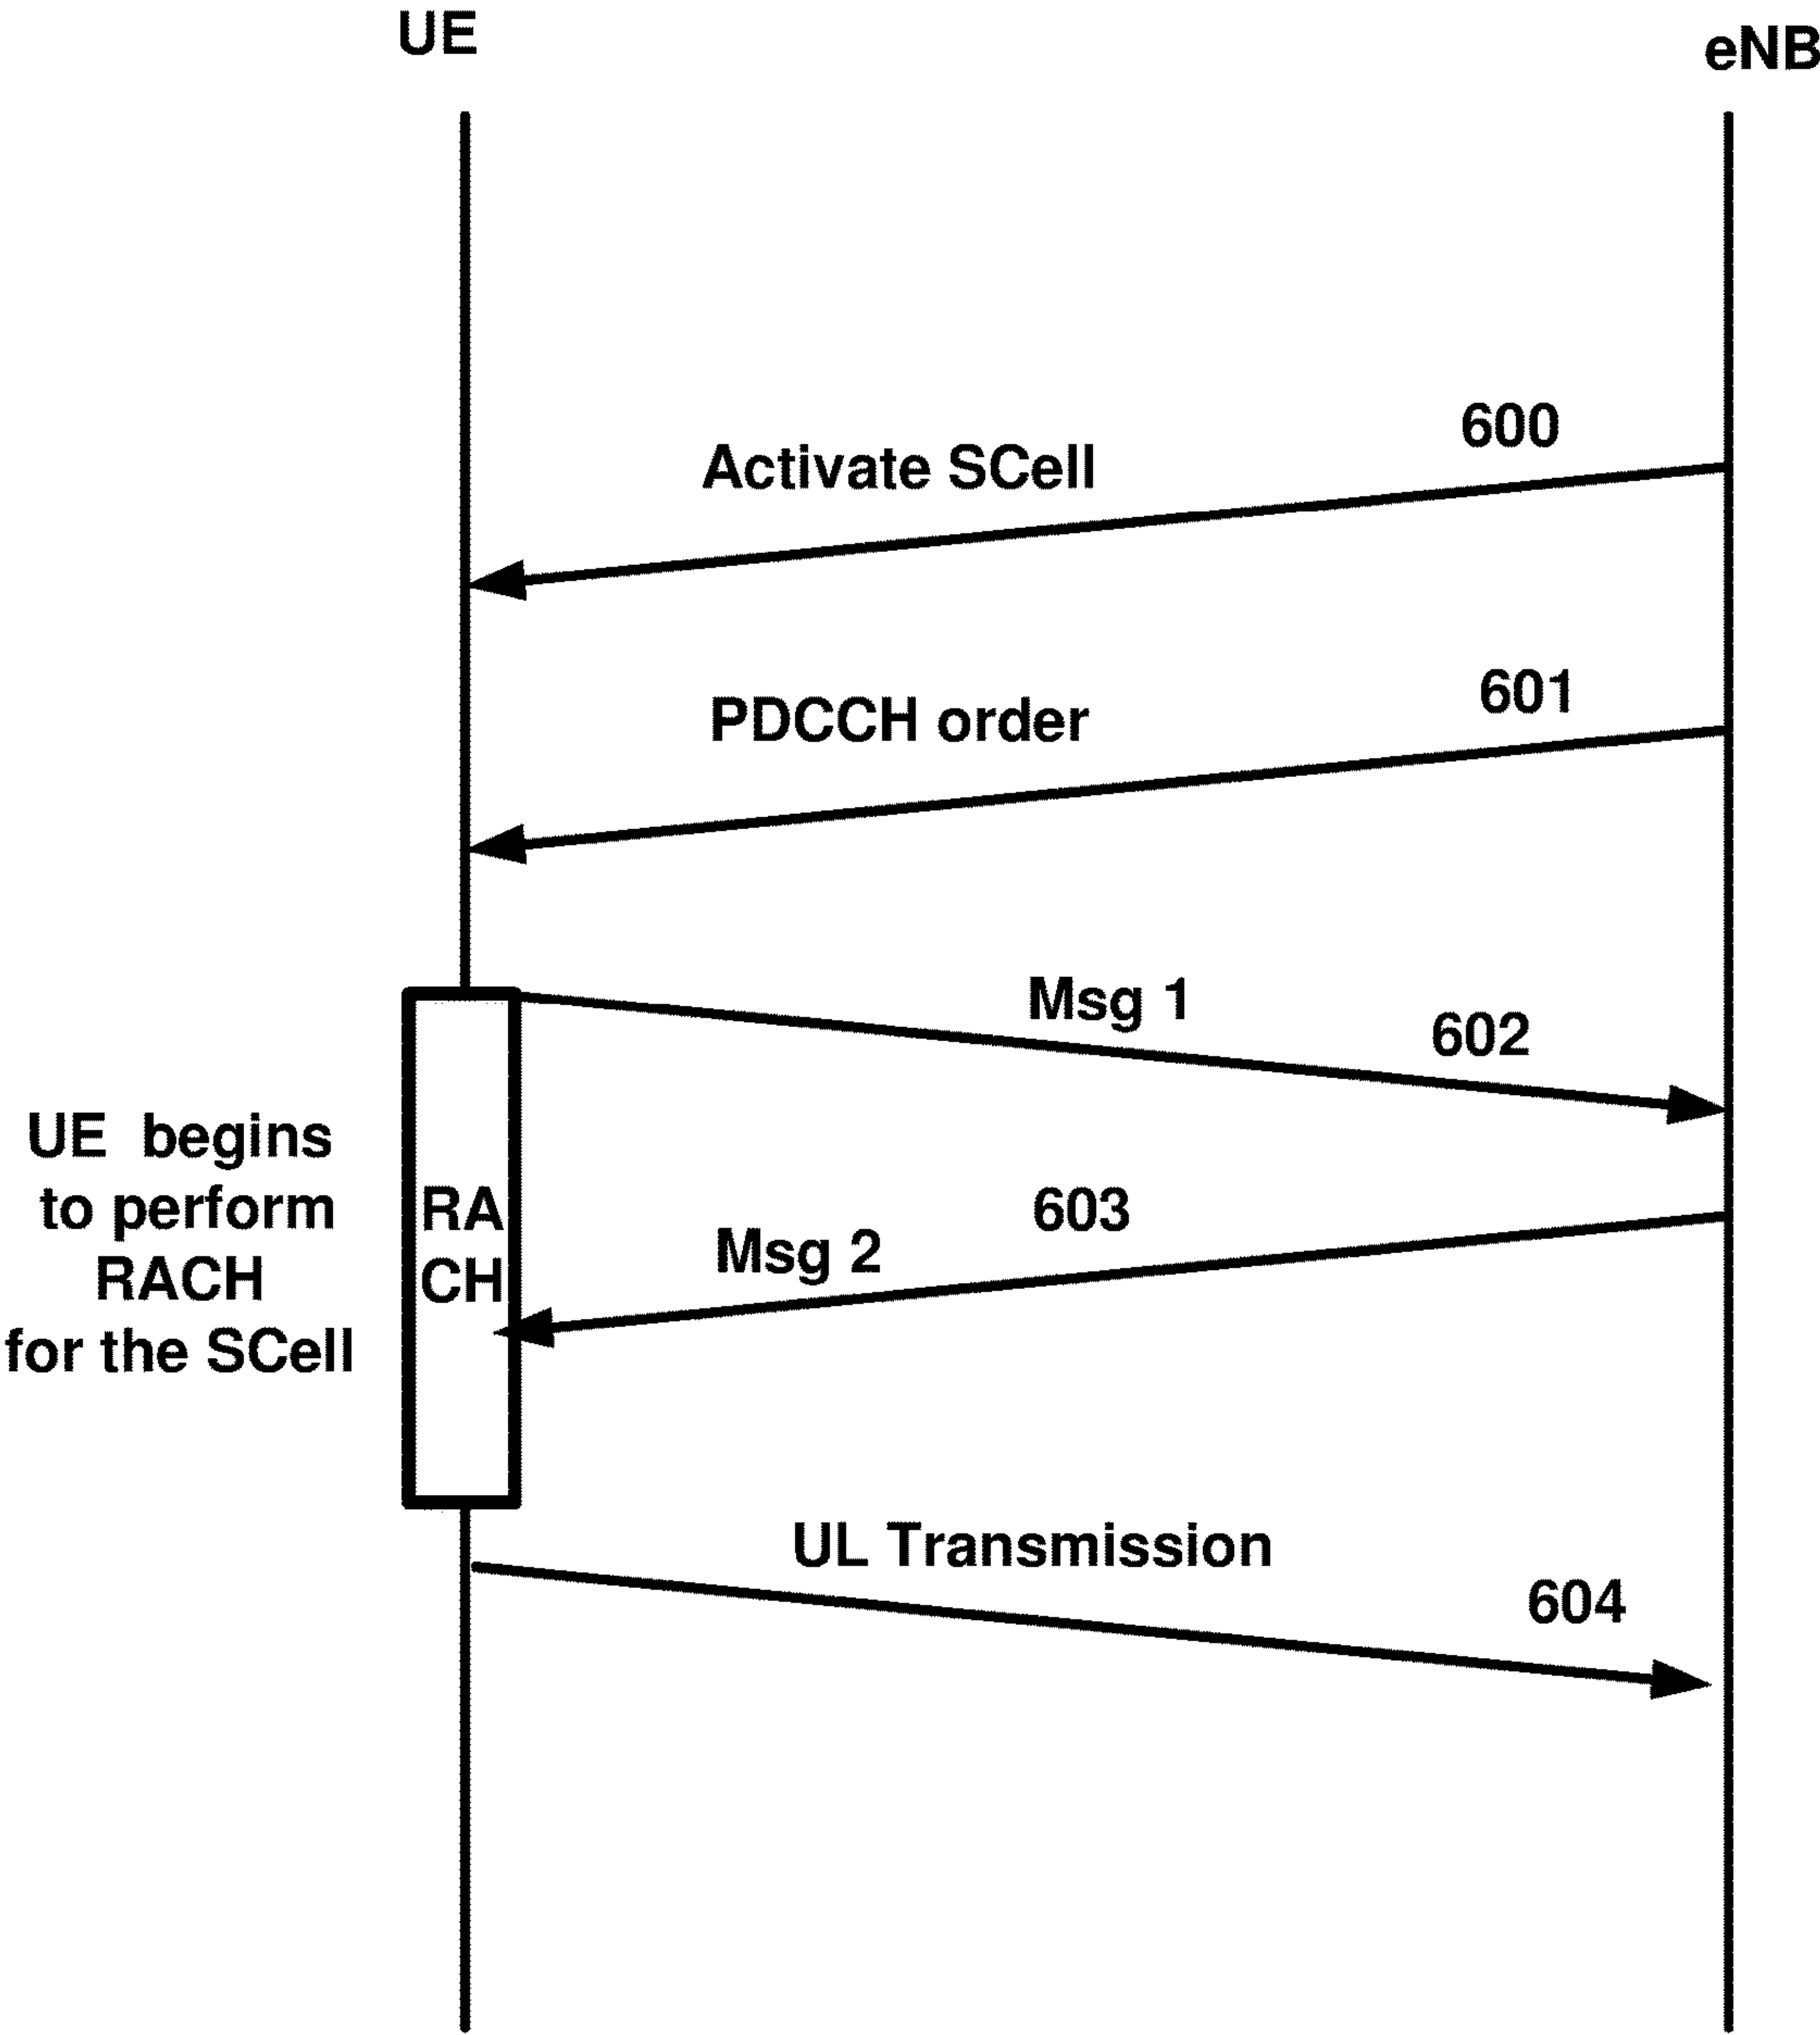 UE
eNB
600
Activate SCell
601
PDCCH order
Msg 1
602
UE begins
to perform
RACH
for the SCell
RA
CH
603
Msg 2
UL Transmission
604